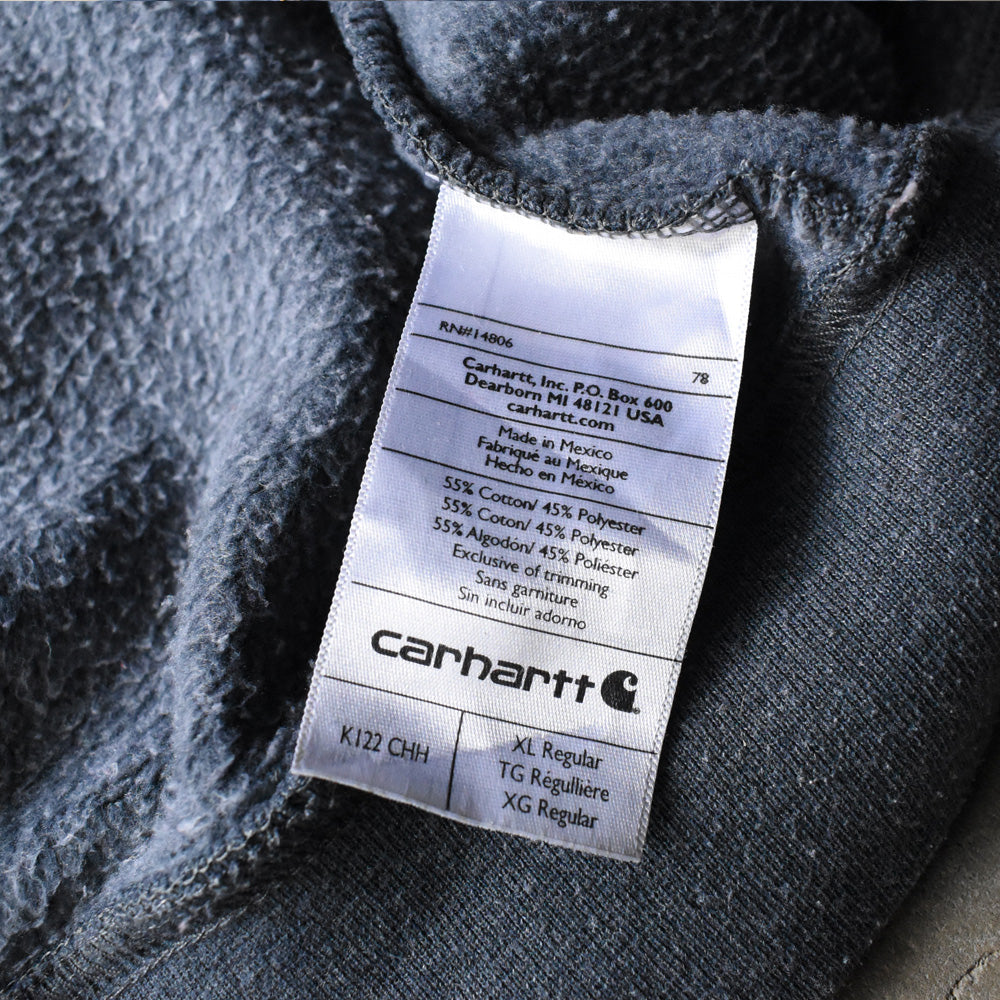 RN#14806
78
Carhartt, Inc. P.O. Box 600
Dearborn MI 48121 USA
carhartt.com
Made in Mexico
Fabriqué au Mexique
Hecho en México
55% Cotton/ 45% Polyester
55% Coton/ 45% Polyester
55% Algodón/ 45% Poliéster
Exclusive of trimming
Sans garniture
Sin incluir adorno
carhartt
K122 CHH
XL Regular
TG Régullière
XG Regular